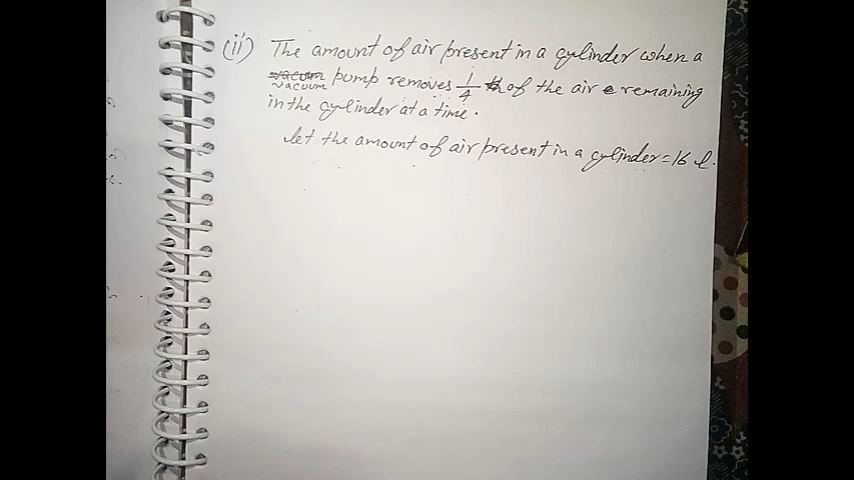 (ii) The amount of air present in a cylinder when a
vacuum pump removes 1/4 th of the air remaining
in the cylinder at a time.
let the amount of air present in a cylinder = 16 l.